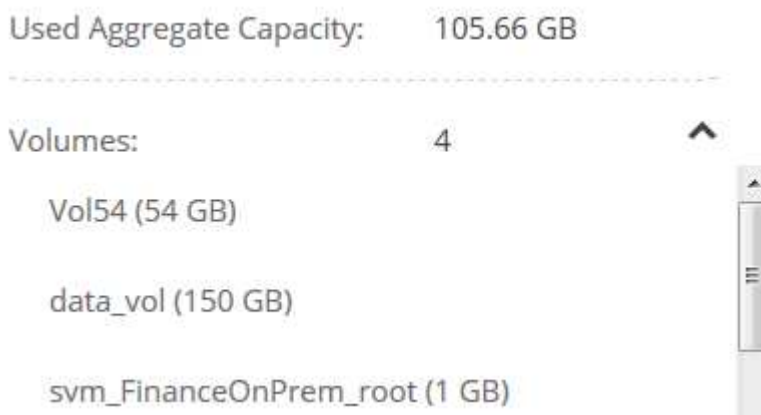 Used Aggregate Capacity: 105.66 GB
Volumes: 4
Vol54 (54 GB)
data_vol (150 GB)
svm_FinanceOnPrem_root (1 GB)